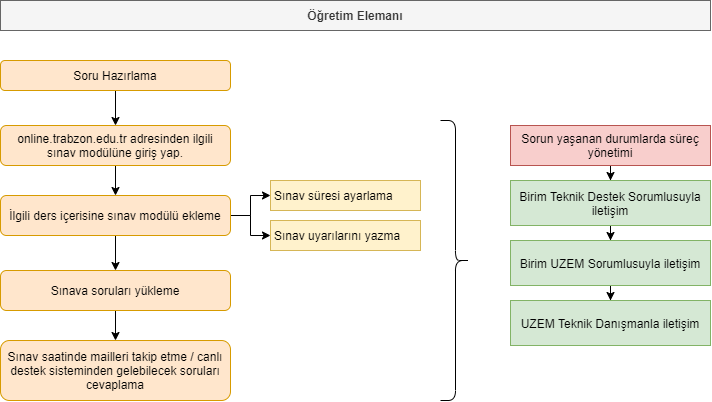 Öğretim Elemanı
Soru Hazırlama
online.trabzon.edu.tr adresinden ilgili
sınav modülüne giriş yap.
İlgili ders içerisine sınav modülü ekleme
Sınav süresi ayarlama
Sınav uyarılarını yazma
Sınava soruları yükleme
Sınav saatinde mailleri takip etme / canlı
destek sisteminden gelebilecek soruları
cevaplama
Sorun yaşanan durumlarda süreç
yönetimi
Birim Teknik Destek Sorumlusuyla
iletişim
Birim UZEM Sorumlusuyla iletişim
UZEM Teknik Danışmanla iletişim